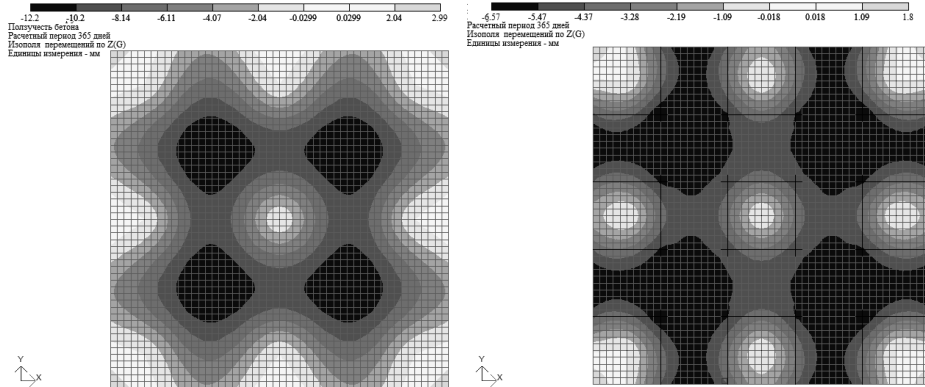 -12.2 -10.2 -8.14 -6.11 -4.07 -2.04 -0.0299 0.0299 2.04 2.99
Ползучесть бетона
Расчетный период 365 дней
Изополя перемещений по Z(G)
Единицы измерения - мм
Y
X
-6.57 -5.47 -4.37 -3.28 -2.19 -1.09 -0.018 0.018 1.09 1.8
Расчетный период 365 дней
Изополя перемещений по Z(G)
Единицы измерения - мм
Y
X